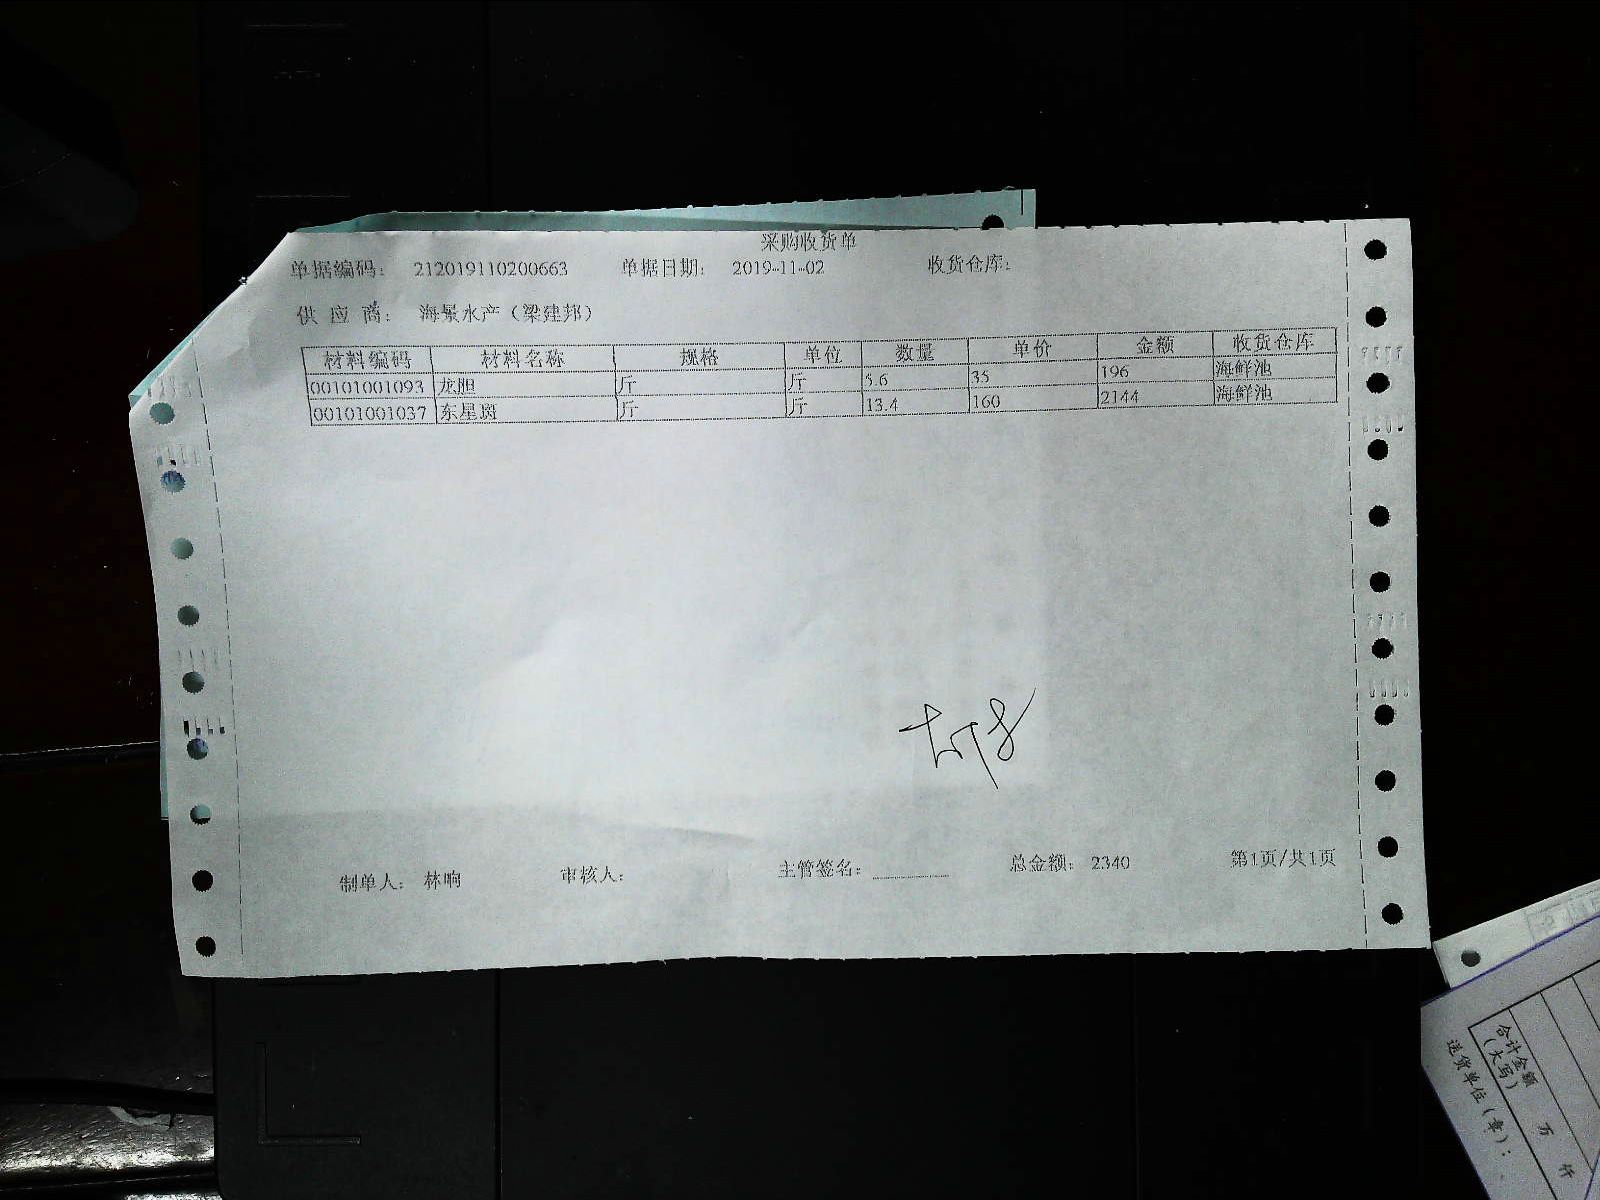 采购收货单
单据编码: 212019110200663 单据日期: 2019-11-02 收货仓库:
供 应 商: 海景水产(梁建邦)
材料编码 材料名称 规格 单位 数量 单价 金额 收货仓库
00101001093 龙胆 斤 斤 5.6 35 196 海鲜池
00101001037 东星斑 斤 斤 13.4 160 2144 海鲜池
制单人: 林响 审核人: 主管签名: 总金额: 2340 第1页/共1页
合计金额
(大写) 万 仟
送货单位(章):